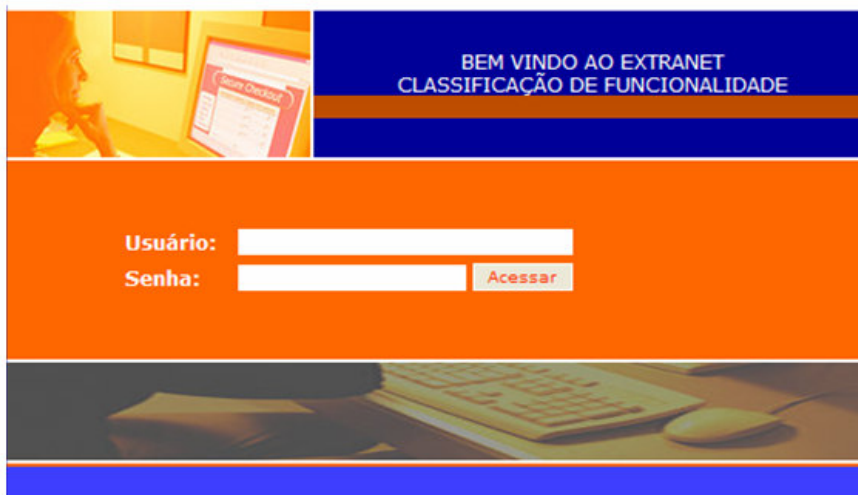 Secure Checkout
BEM VINDO AO EXTRANET
CLASSIFICAÇÃO DE FUNCIONALIDADE
Usuário:
Senha:
Acessar